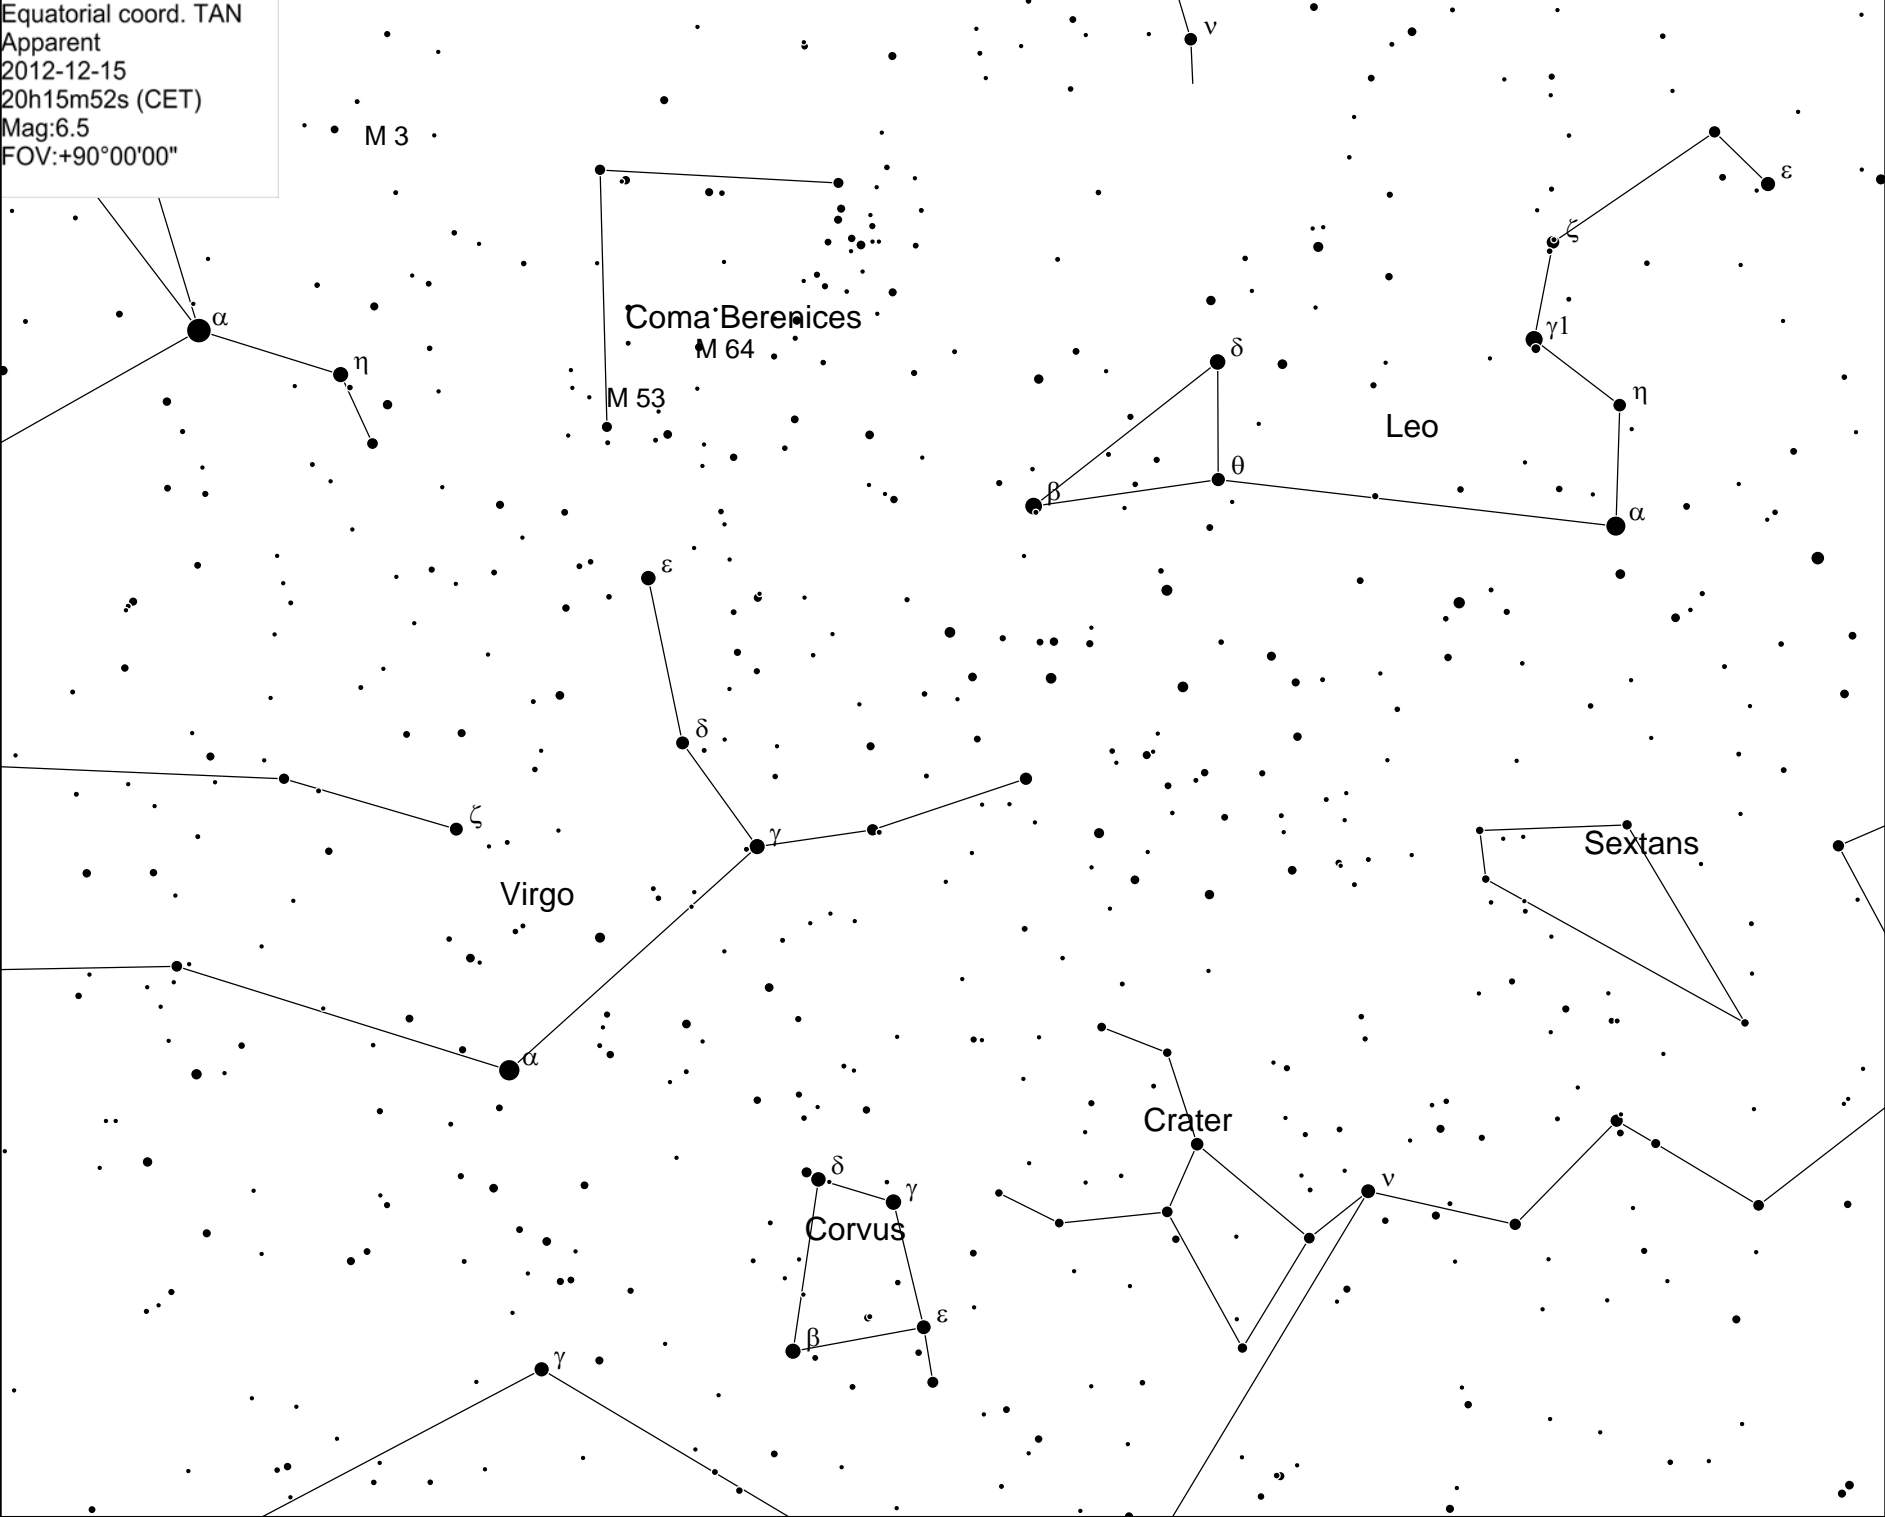 Equatorial coord. TAN
Apparent
2012-12-15
20h15m52s (CET)
Mag:6.5
FOV:+90°00'00"
ν
M 3
ε
ζ
α
Coma Berenices
γ1
M 64
δ
η
η
M 53
Leo
θ
β
α
ε
δ
ζ
γ
Sextans
Virgo
α
Crater
δ
ν
γ
Corvus
ε
β
γ